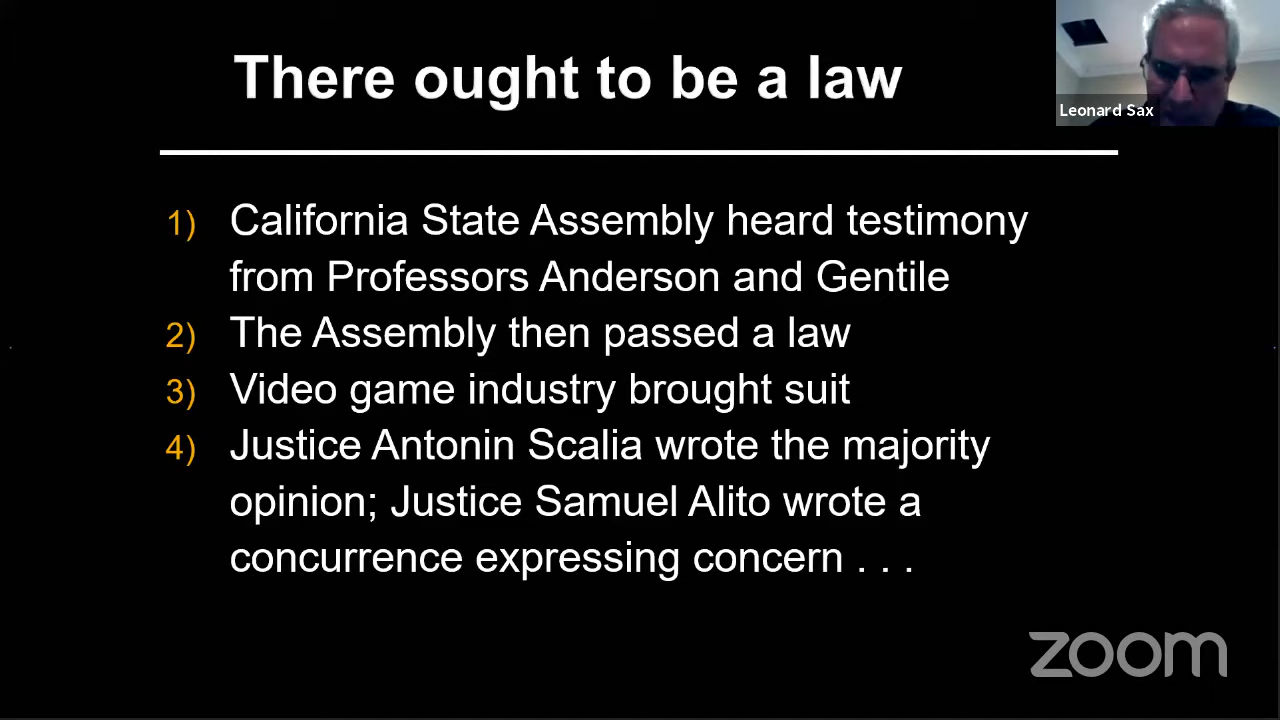 There ought to be a law
Leonard Sax
1) California State Assembly heard testimony
from Professors Anderson and Gentile
2) The Assembly then passed a law
3) Video game industry brought suit
4) Justice Antonin Scalia wrote the majority
opinion; Justice Samuel Alito wrote a
concurrence expressing concern . . .
zoom